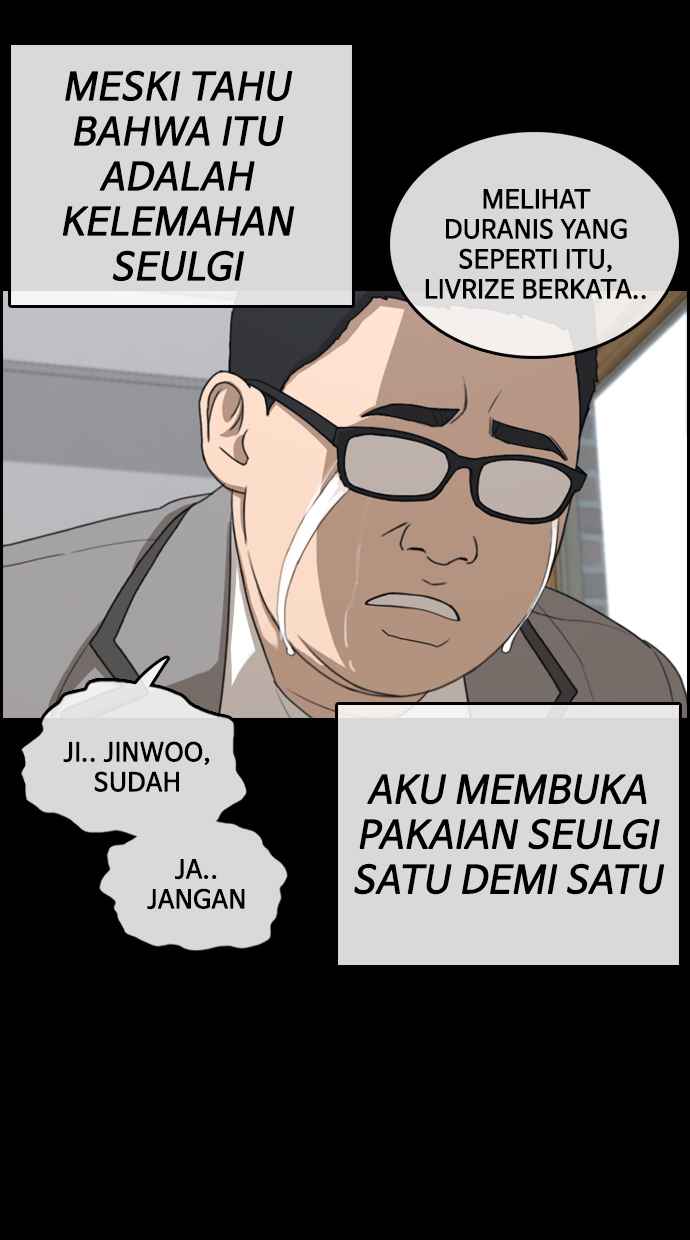 MESKI TAHU
BAHWA ITU
ADALAH
KELEMAHAN
SEULGI
MELIHAT
DURANIS YANG
SEPERTI ITU,
LIVRIZE BERKATA..
JI.. JINWOO,
SUDAH
JA..
JANGAN
AKU MEMBUKA
PAKAIAN SEULGI
SATU DEMI SATU